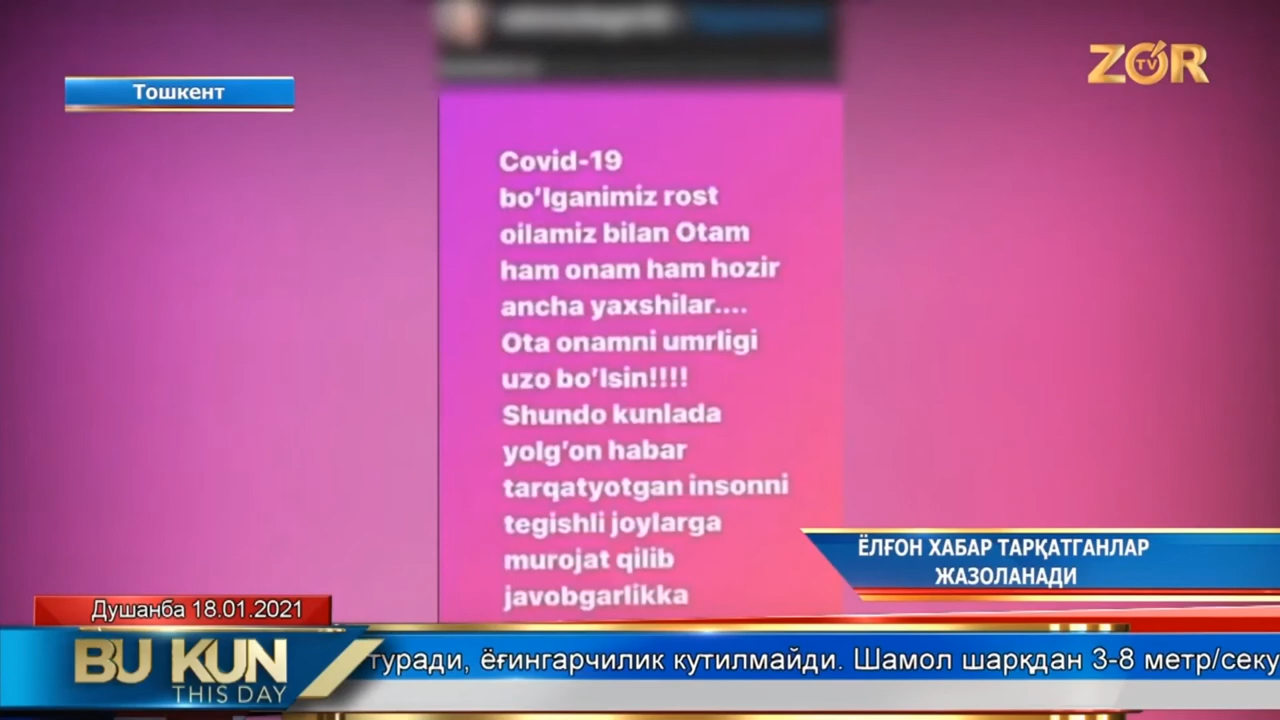 ZOR
TV
Тошкент
Covid-19
bo'lganimiz rost
oilamiz bilan Otam
ham onam ham hozir
ancha yaxshilar....
Ota onamni umrligi
uzo bo'lsin!!!!
Shundo kunlada
yolg'on habar
tarqatyotgan insonni
tegishli joylarga
murojat qilib
javobgarlikka
ЁЛҒОН ХАБАР ТАРҚАТГАНЛАР
ЖАЗОЛАНАДИ
Душанба 18.01.2021
BU KUN
THIS DAY
туради, ёғингарчилик кутилмайди. Шамол шарқдан 3-8 метр/секу